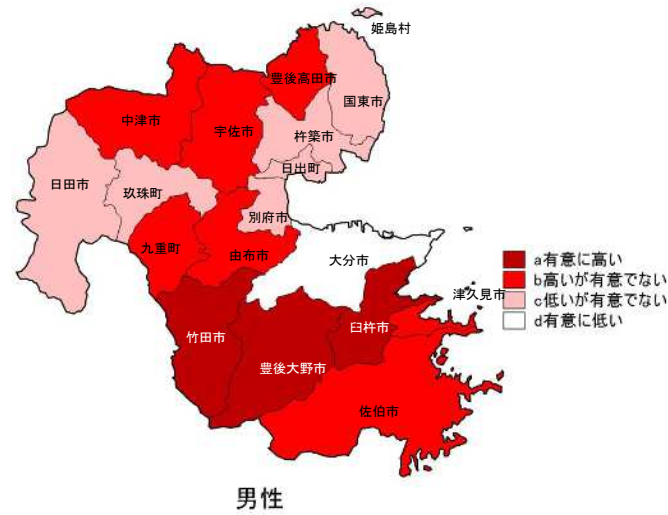 姫島村
豊後高田市
国東市
中津市
宇佐市
杵築市
日出町
日田市
玖珠町
別府市
九重町
由布市
大分市
津久見市
臼杵市
竹田市
豊後大野市
佐伯市
a有意に高い
b高いが有意でない
c低いが有意でない
d有意に低い
男性